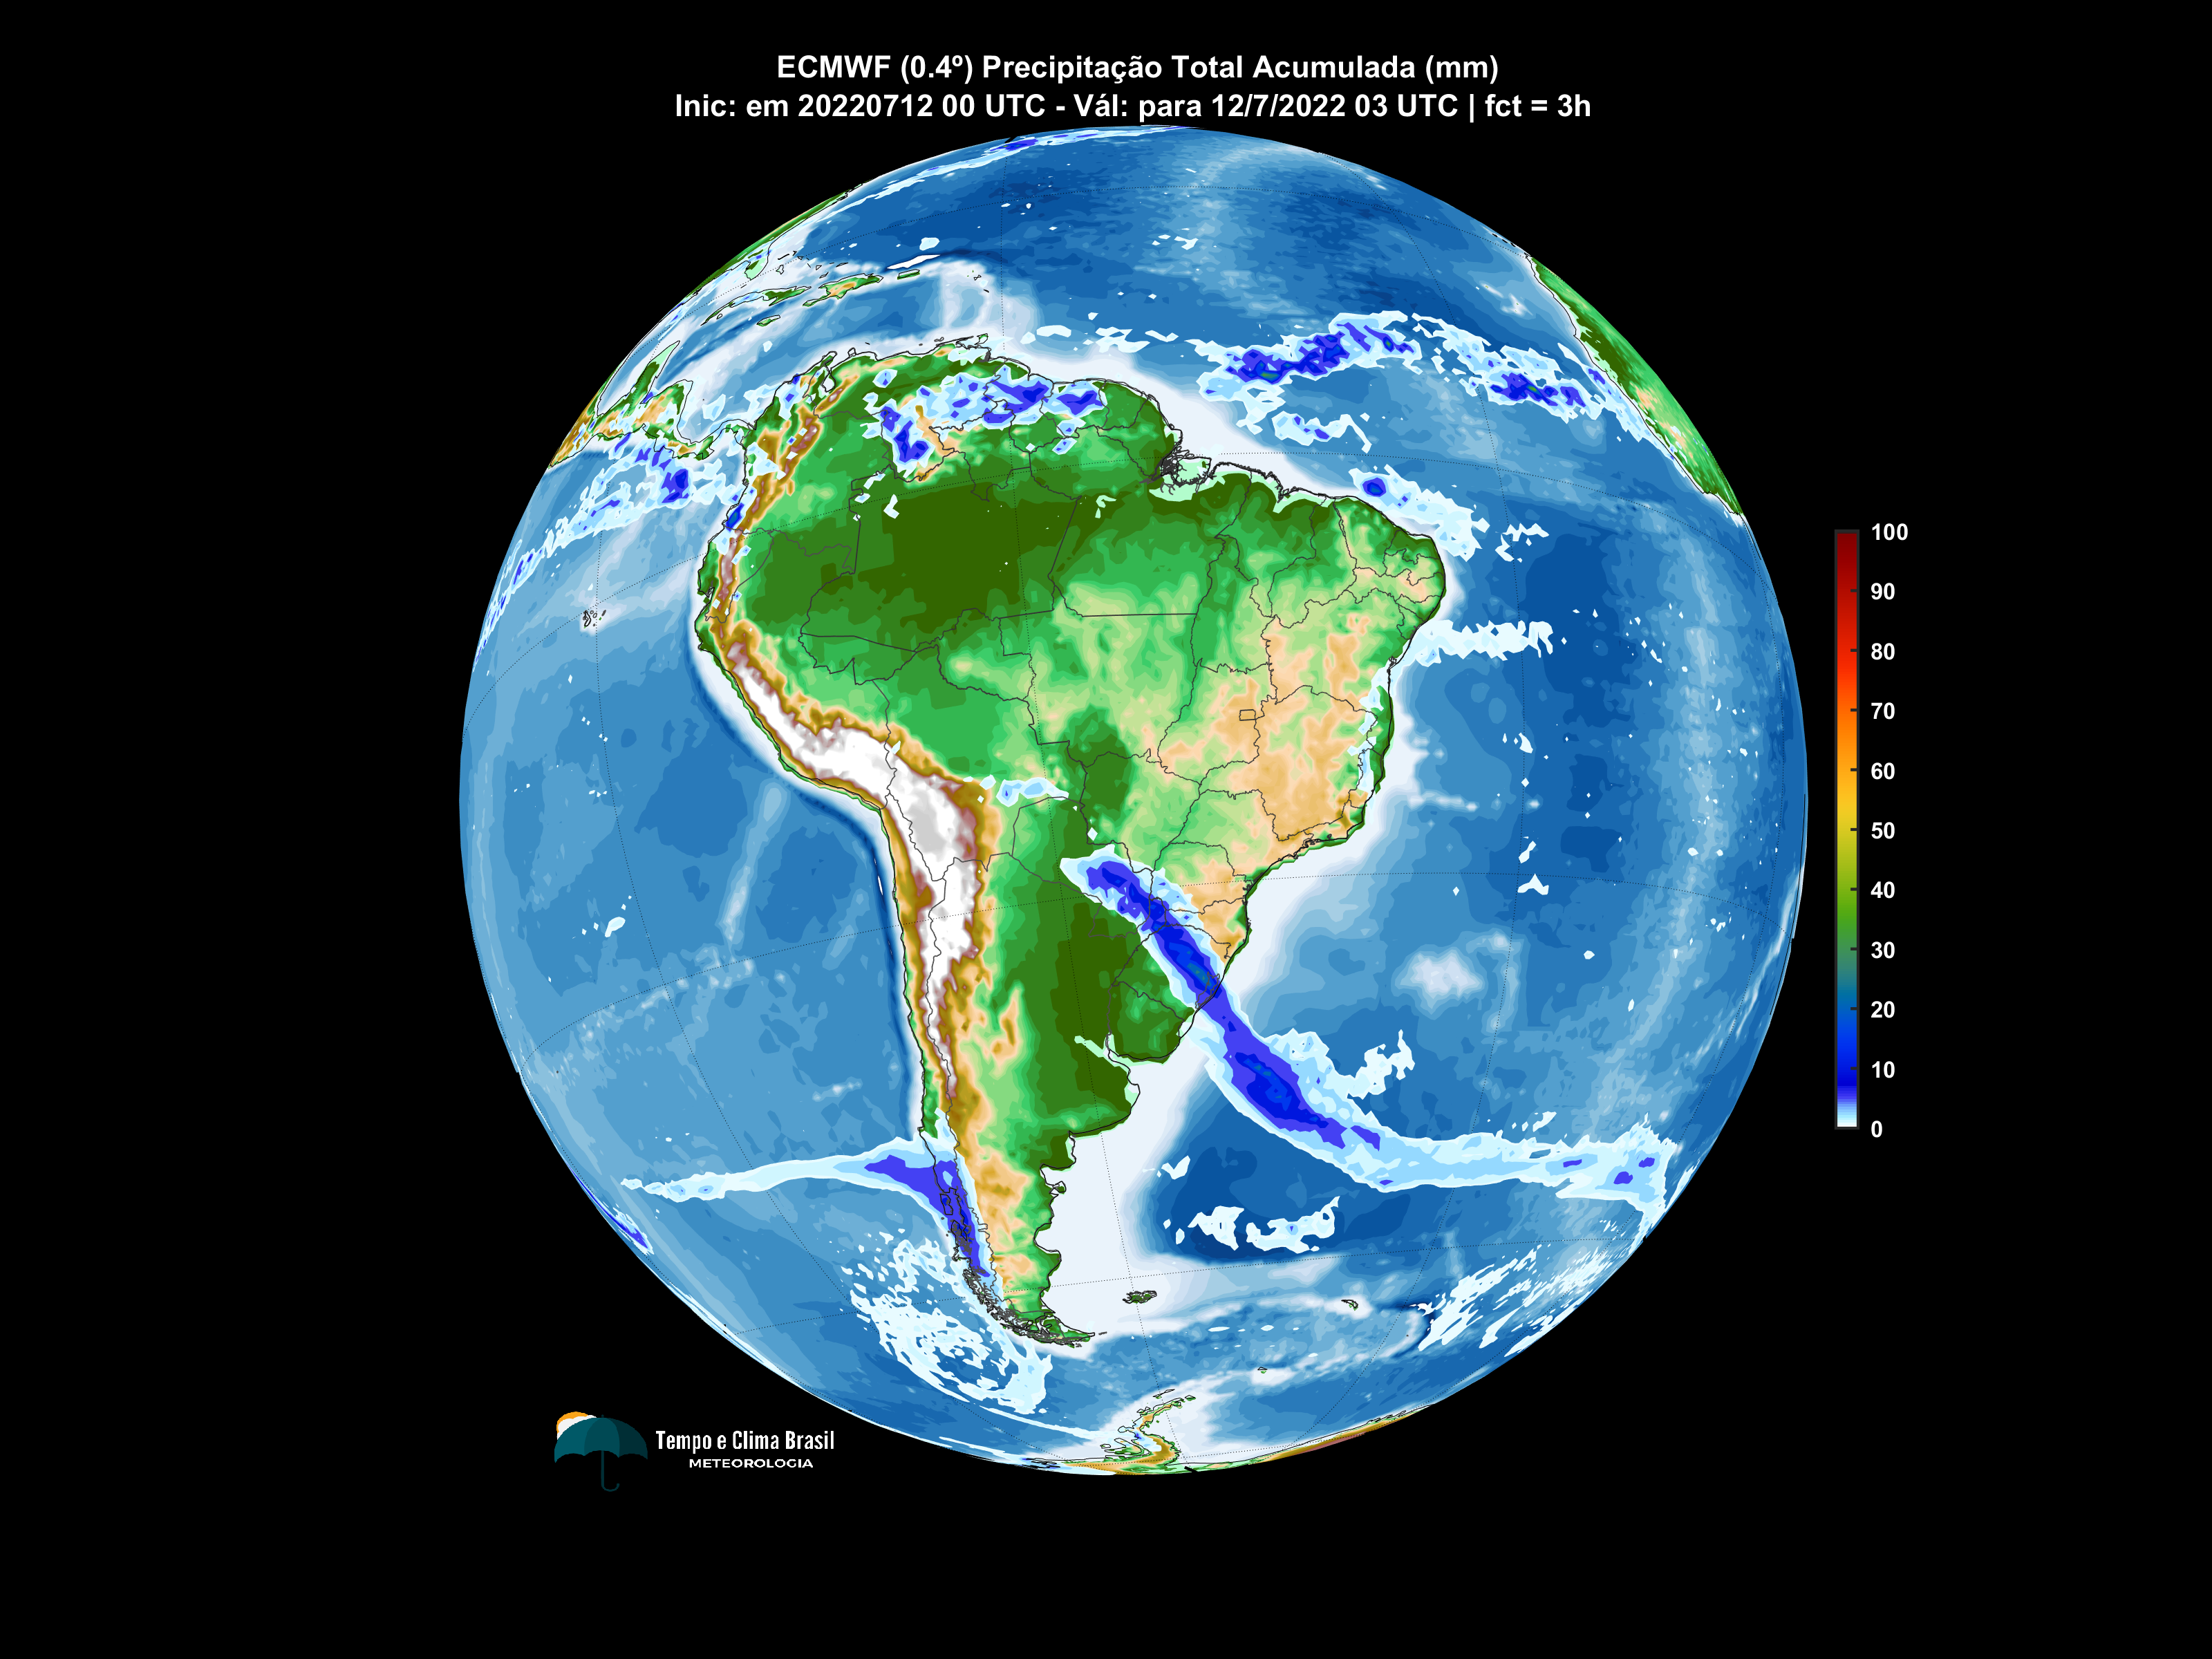 ECMWF (0.4º) Precipitação Total Acumulada (mm)
Inic: em 20220712 00 UTC - Vál: para 12/7/2022 03 UTC | fct = 3h
100
90
80
70
60
50
40
30
20
10
0
Tempo e Clima Brasil
METEOROLOGIA